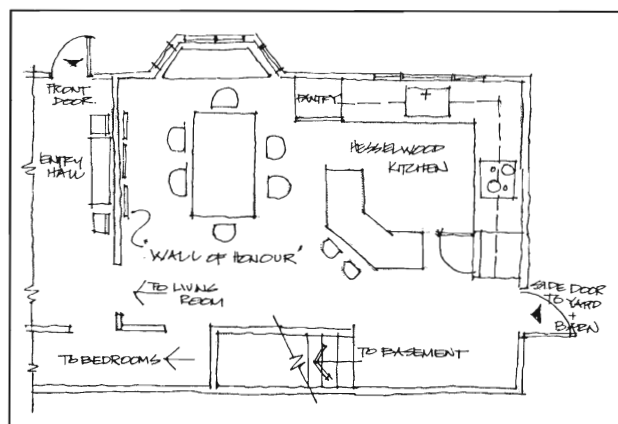 FRONT
DOOR.
PANTRY
HESSELWOOD
KITCHEN
ENTRY
HALL
'WALL OF HONOUR'
TO LIVING
ROOM
SIDE DOOR
TO YARD
+
BARN
TO BEDROOMS
TO BASEMENT